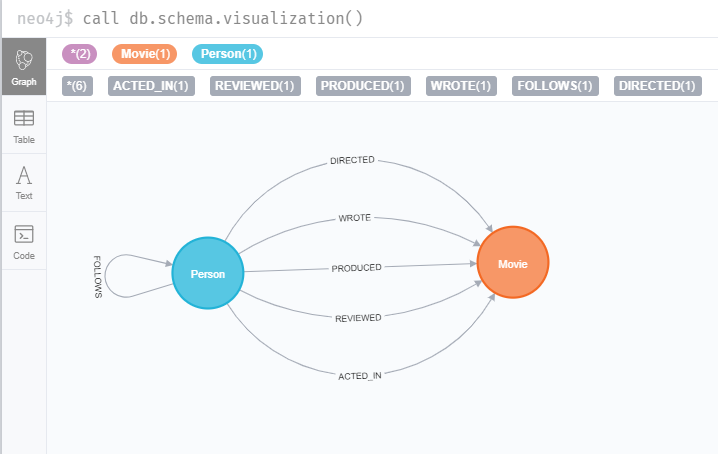 neo4j$ call db.schema.visualization()
*(2) Movie(1) Person(1)
*(6) ACTED_IN(1) REVIEWED(1) PRODUCED(1) WROTE(1) FOLLOWS(1) DIRECTED(1)
Graph
Table
Text
Code
DIRECTED
WROTE
FOLLOWS
Person
PRODUCED
Movie
REVIEWED
ACTED_IN